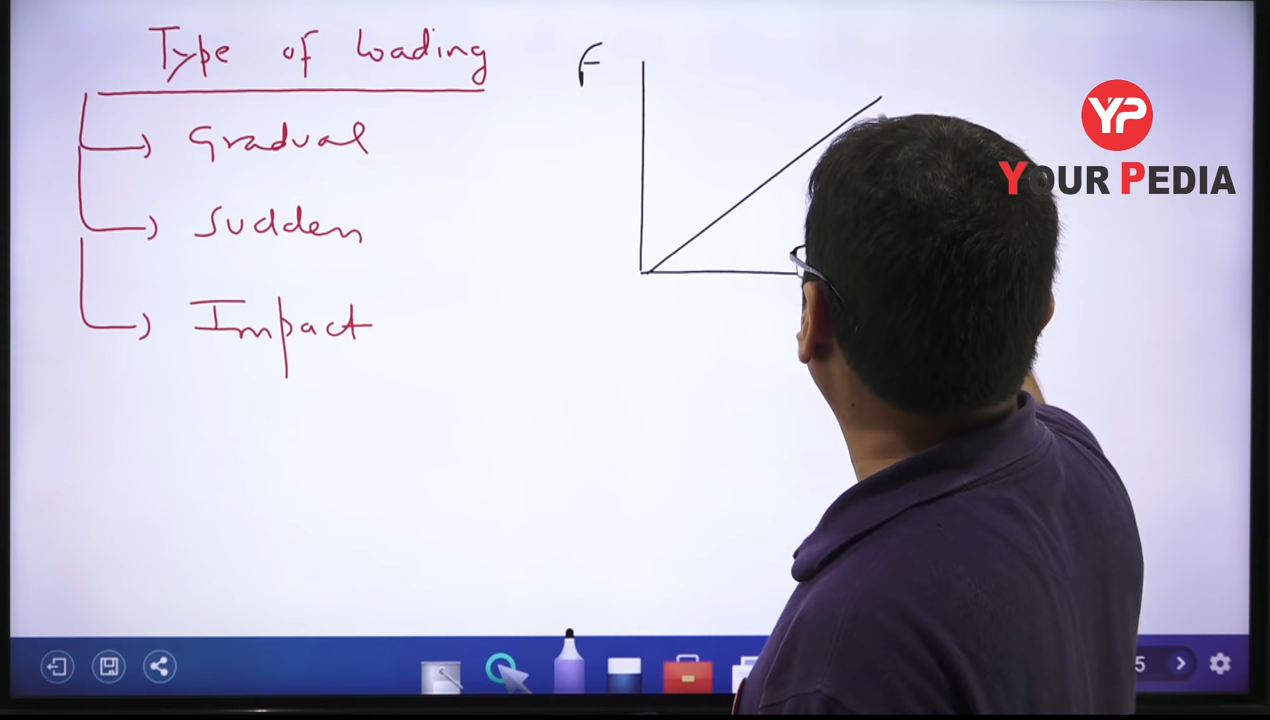 Type of loading
Gradual
Sudden
Impact
F
YP
YOUR PEDIA
5